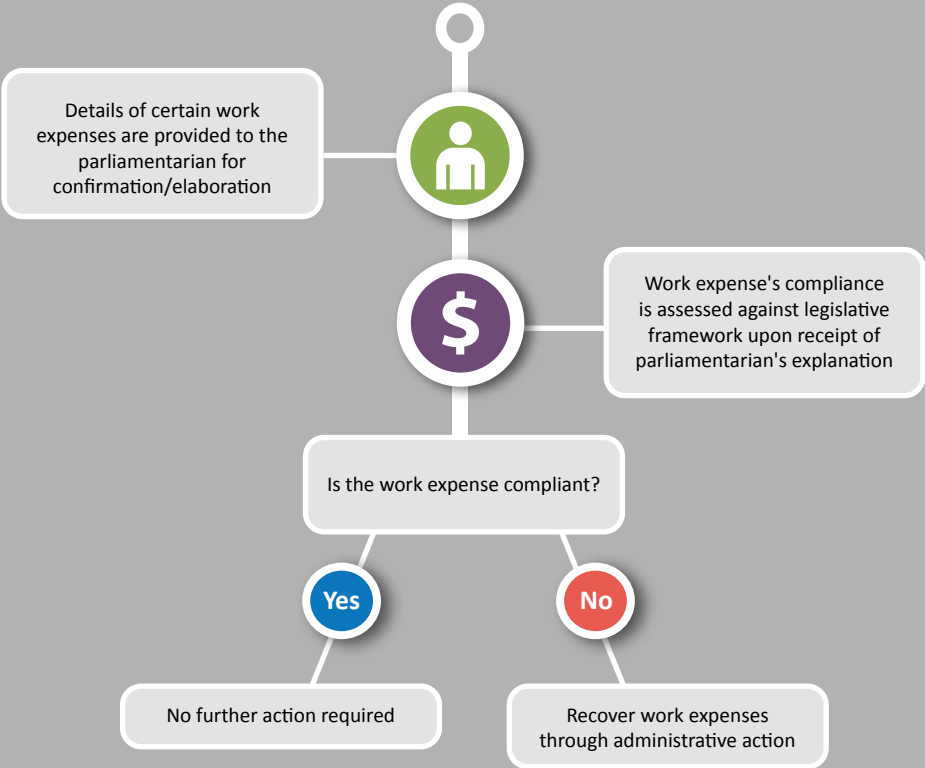 Details of certain work
expenses are provided to the
parliamentarian for
confirmation/elaboration
$
Work expense's compliance
is assessed against legislative
framework upon receipt of
parliamentarian's explanation
Is the work expense compliant?
Yes
No
No further action required
Recover work expenses
through administrative action